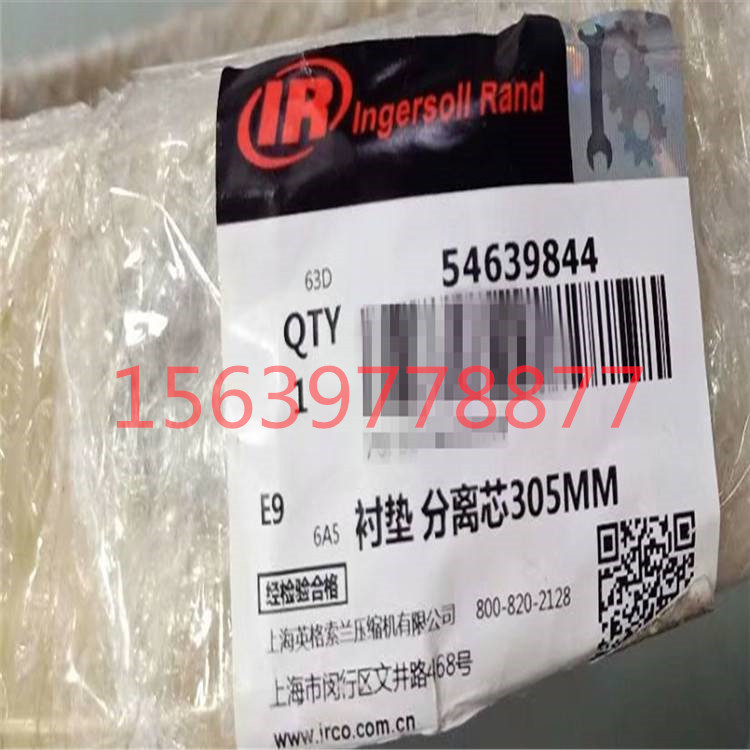 IR Ingersoll Rand
63D
54639844
QTY
1
15639778877
E9
6A5
衬垫 分离芯305MM
经检验合格
上海英格索兰压缩机有限公司
800-820-2128
上海市闵行区文井路468号
www.irco.com.cn